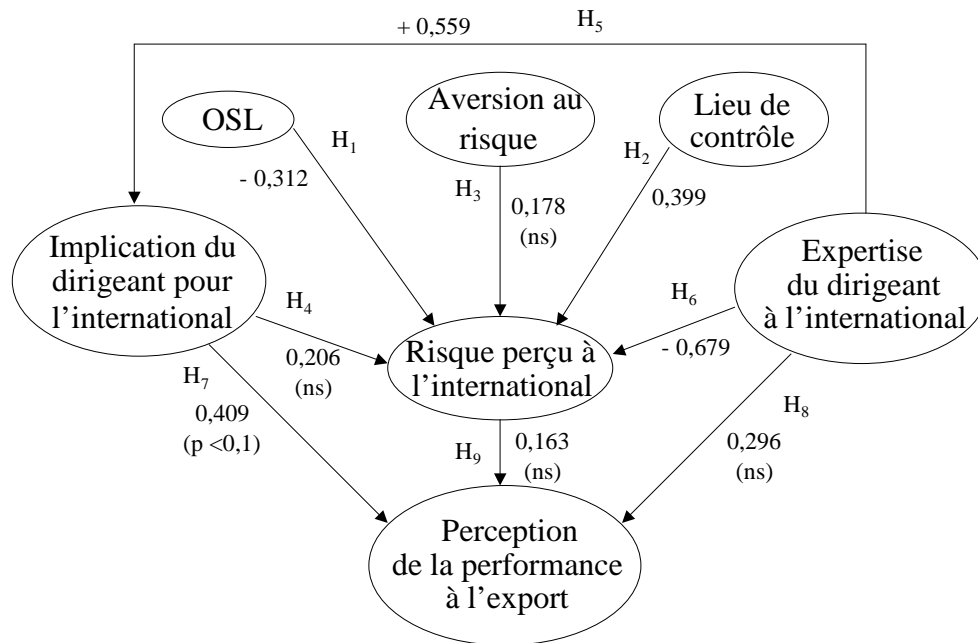 + 0,559
H5
OSL
Aversion au
risque
Lieu de
contrôle
H1
- 0,312
H3
0,178
(ns)
H2
0,399
Implication du
dirigeant pour
l’international
Expertise
du dirigeant
à l’international
H4
0,206
(ns)
Risque perçu à
l’international
H6
- 0,679
H7
0,409
(p <0,1)
H9
0,163
(ns)
H8
0,296
(ns)
Perception
de la performance
à l’export